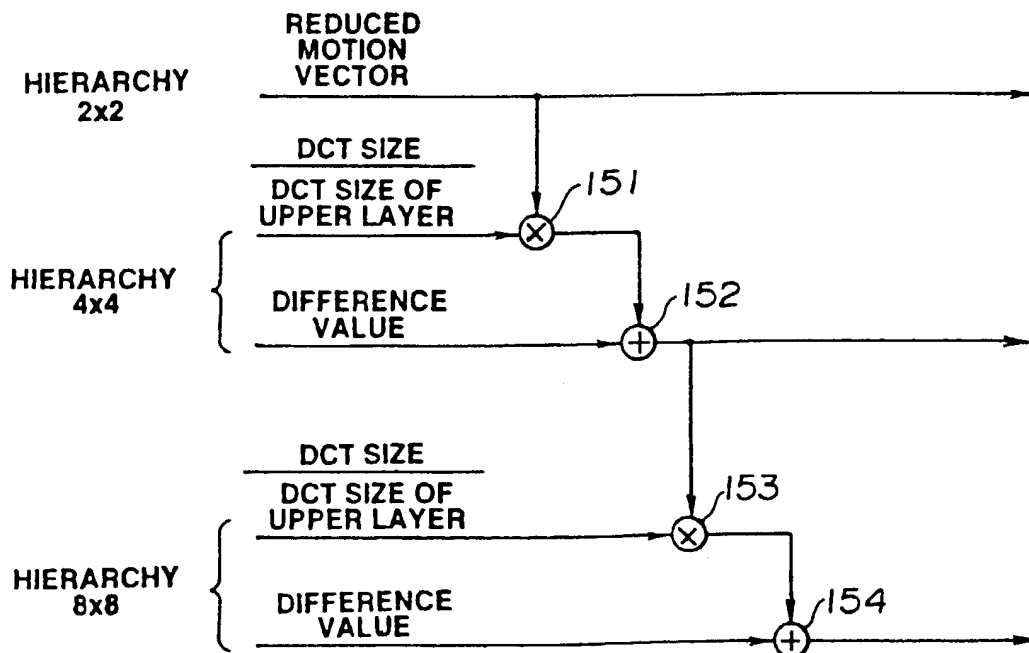 REDUCED
MOTION
VECTOR
HIERARCHY
2x2
DCT SIZE
DCT SIZE OF
UPPER LAYER
151
HIERARCHY
4x4
DIFFERENCE
VALUE
152
DCT SIZE
DCT SIZE OF
UPPER LAYER
153
HIERARCHY
8x8
DIFFERENCE
VALUE
154